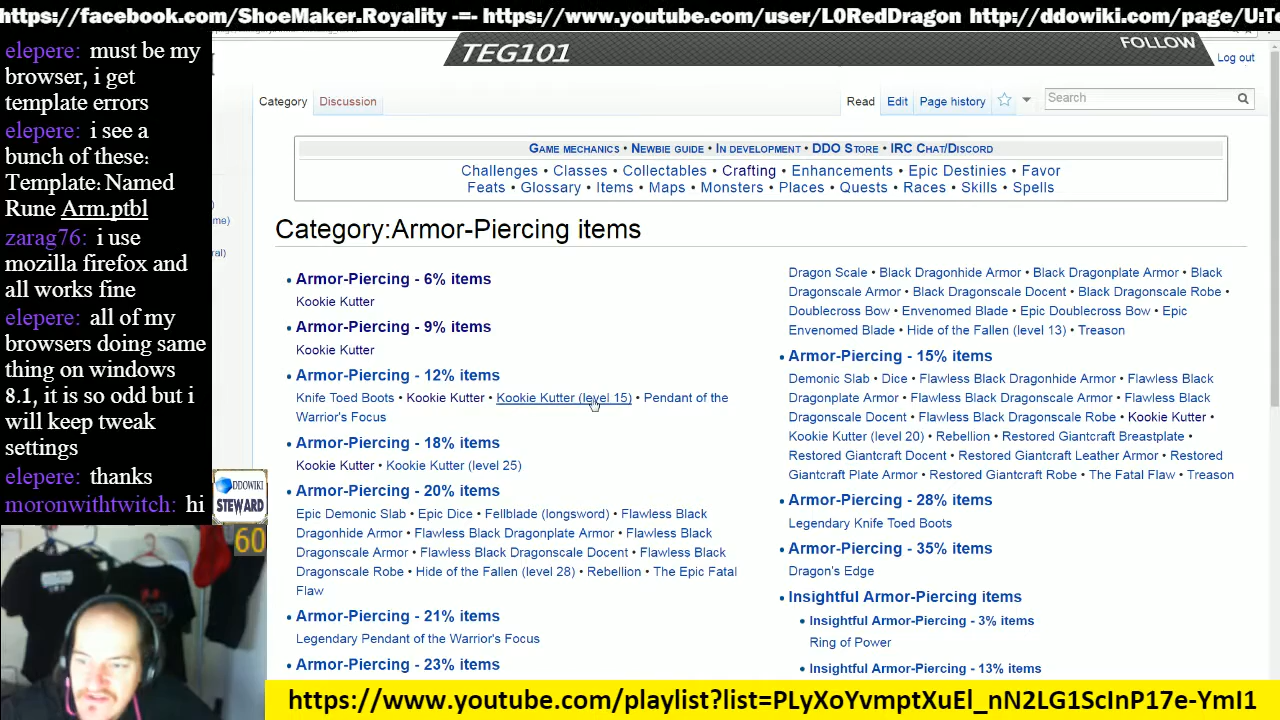 https://facebook.com/ShoeMaker.Royality -=- https://www.youtube.com/user/L0RedDragon http://ddowiki.com/page/U:Te
TEG101
FOLLOW
Log out
elepere: must be my
browser, i get
template errors
elepere: i see a
bunch of these:
Template: Named
Rune Arm.ptbl
zarag76: i use
mozilla firefox and
all works fine
elepere: all of my
browsers doing same
thing on windows
8.1, it is so odd but i
will keep tweak
settings
elepere: thanks
moronwithtwitch: hi
DDOWIKI
STEWARD
60
me)
ral)
Category Discussion
Read Edit Page history
Search
Game mechanics • Newbie guide • In development • DDO Store • IRC Chat/Discord
Challenges • Classes • Collectables • Crafting • Enhancements • Epic Destinies • Favor
Feats • Glossary • Items • Maps • Monsters • Places • Quests • Races • Skills • Spells
Category:Armor-Piercing items
• Armor-Piercing - 6% items
Kookie Kutter
• Armor-Piercing - 9% items
Kookie Kutter
• Armor-Piercing - 12% items
Knife Toed Boots • Kookie Kutter • Kookie Kutter (level 15) • Pendant of the
Warrior's Focus
• Armor-Piercing - 18% items
Kookie Kutter • Kookie Kutter (level 25)
• Armor-Piercing - 20% items
Epic Demonic Slab • Epic Dice • Fellblade (longsword) • Flawless Black
Dragonhide Armor • Flawless Black Dragonplate Armor • Flawless Black
Dragonscale Armor • Flawless Black Dragonscale Docent • Flawless Black
Dragonscale Robe • Hide of the Fallen (level 28) • Rebellion • The Epic Fatal
Flaw
• Armor-Piercing - 21% items
Legendary Pendant of the Warrior's Focus
• Armor-Piercing - 23% items
Dragon Scale • Black Dragonhide Armor • Black Dragonplate Armor • Black
Dragonscale Armor • Black Dragonscale Docent • Black Dragonscale Robe •
Doublecross Bow • Envenomed Blade • Epic Doublecross Bow • Epic
Envenomed Blade • Hide of the Fallen (level 13) • Treason
• Armor-Piercing - 15% items
Demonic Slab • Dice • Flawless Black Dragonhide Armor • Flawless Black
Dragonplate Armor • Flawless Black Dragonscale Armor • Flawless Black
Dragonscale Docent • Flawless Black Dragonscale Robe • Kookie Kutter •
Kookie Kutter (level 20) • Rebellion • Restored Giantcraft Breastplate •
Restored Giantcraft Docent • Restored Giantcraft Leather Armor • Restored
Giantcraft Plate Armor • Restored Giantcraft Robe • The Fatal Flaw • Treason
• Armor-Piercing - 28% items
Legendary Knife Toed Boots
• Armor-Piercing - 35% items
Dragon's Edge
• Insightful Armor-Piercing items
• Insightful Armor-Piercing - 3% items
Ring of Power
• Insightful Armor-Piercing - 13% items
https://www.youtube.com/playlist?list=PLyXoYvmptXuEl_nN2LG1ScInP17e-YmI1